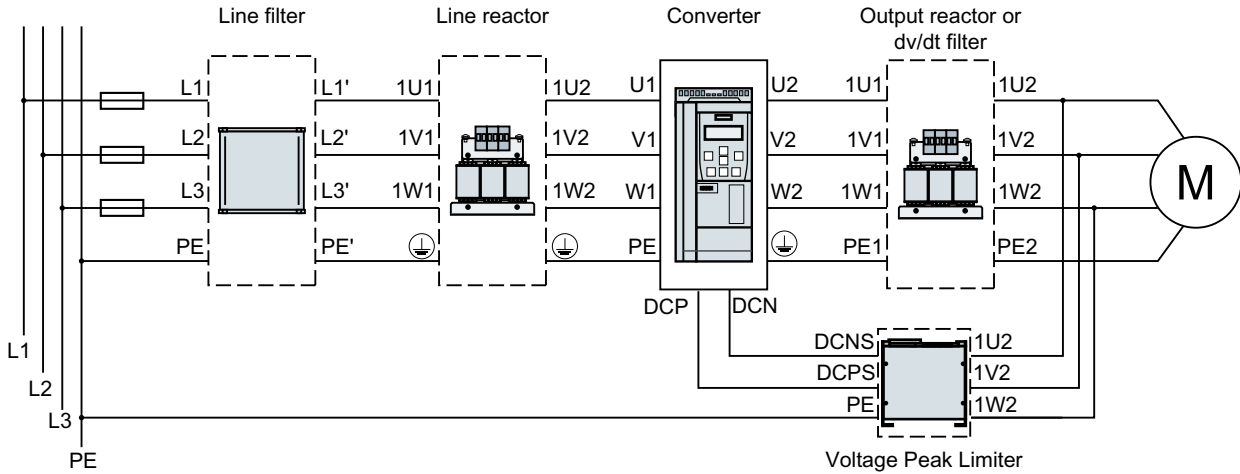 Line filter
Line reactor
Converter
Output reactor or
dv/dt filter
L1 L1' 1U1 1U2 U1 U2 1U1 1U2
L2 L2' 1V1 1V2 V1 V2 1V1 1V2
L3 L3' 1W1 1W2 W1 W2 1W1 1W2
M
PE PE' PE PE1 PE2
DCP DCN
L1
DCNS 1U2
L2
DCPS 1V2
L3
PE 1W2
PE
Voltage Peak Limiter